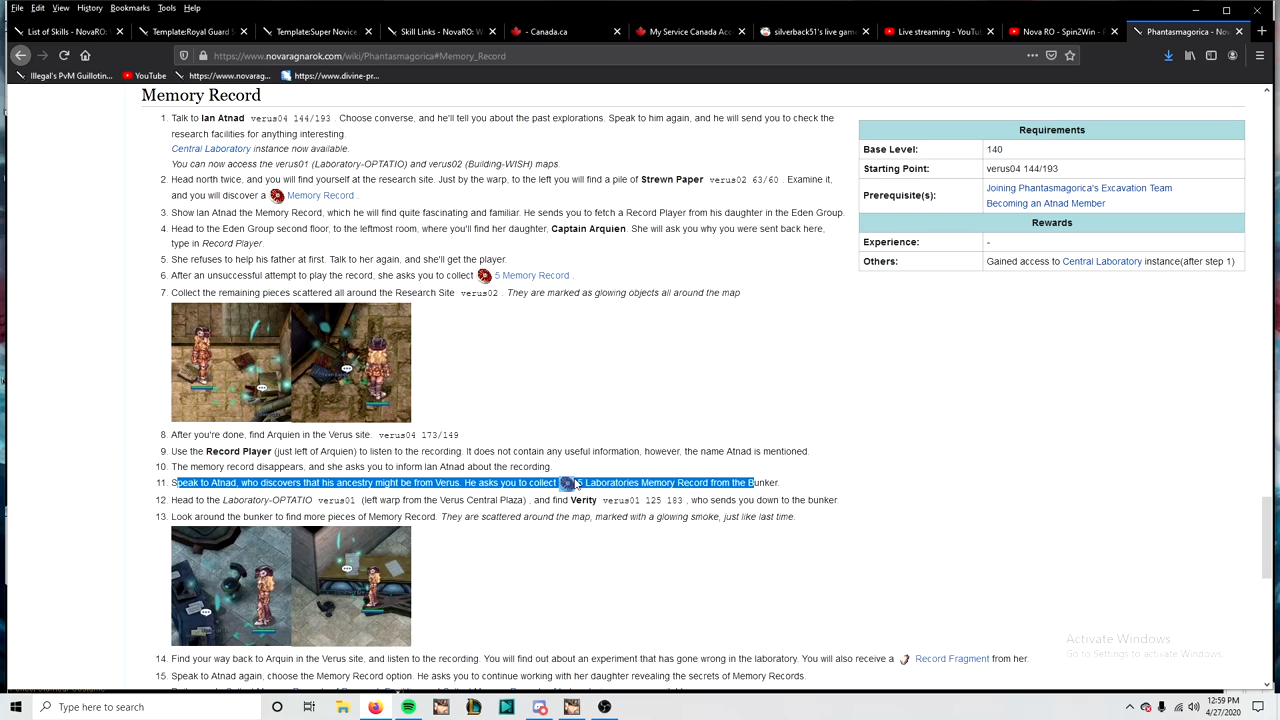 File Edit View History Bookmarks Tools Help
List of Skills - NovaRO: Template:Royal Guard Template:Super Novice Skill Links - NovaRO: W - Canada.ca My Service Canada Acc silverback51's live game Live streaming - YouTube Nova RO - Spin2Win - Phantasmagorica - Nov
https://www.novaragnarok.com/wiki/Phantasmagorica#Memory_Record
Illegal's PvM Guillotin... YouTube https://www.novarag... https://www.divine-pr...
Memory Record
1. Talk to Ian Atnad verus04 144/193 . Choose converse, and he'll tell you about the past explorations. Speak to him again, and he will send you to check the
research facilities for anything interesting.
Central Laboratory instance now available.
You can now access the verus01 (Laboratory-OPTATIO) and verus02 (Building-WISH) maps.
2. Head north twice, and you will find yourself at the research site. Just by the warp, to the left you will find a pile of Strewn Paper verus02 63/60 . Examine it,
and you will discover a Memory Record .
3. Show Ian Atnad the Memory Record, which he will find quite fascinating and familiar. He sends you to fetch a Record Player from his daughter in the Eden Group.
4. Head to the Eden Group second floor, to the leftmost room, where you'll find her daughter, Captain Arquien. She will ask you why you were sent back here,
type in Record Player.
5. She refuses to help his father at first. Talk to her again, and she'll get the player.
6. After an unsuccessful attempt to play the record, she asks you to collect 5 Memory Record .
7. Collect the remaining pieces scattered all around the Research Site verus02 . They are marked as glowing objects all around the map
Requirements
Base Level: 140
Starting Point: verus04 144/193
Prerequisite(s): Joining Phantasmagorica's Excavation Team
Becoming an Atnad Member
Rewards
Experience: -
Others: Gained access to Central Laboratory instance(after step 1)
8. After you're done, find Arquien in the Verus site. verus04 173/149
9. Use the Record Player (just left of Arquien) to listen to the recording. It does not contain any useful information, however, the name Atnad is mentioned.
10. The memory record disappears, and she asks you to inform Ian Atnad about the recording.
11. Speak to Atnad, who discovers that his ancestry might be from Verus. He asks you to collect 5 Laboratories Memory Record from the Bunker.
12. Head to the Laboratory-OPTATIO verus01 (left warp from the Verus Central Plaza) , and find Verity verus01 125 183 , who sends you down to the bunker.
13. Look around the bunker to find more pieces of Memory Record. They are scattered around the map, marked with a glowing smoke, just like last time.
14. Find your way back to Arquin in the Verus site, and listen to the recording. You will find out about an experiment that has gone wrong in the laboratory. You will also receive a Record Fragment from her.
15. Speak to Atnad again, choose the Memory Record option. He asks you to continue working with her daughter revealing the secrets of Memory Records.
Activate Windows
Go to Settings to activate Windows.
Type here to search
12:59 PM
4/27/2020